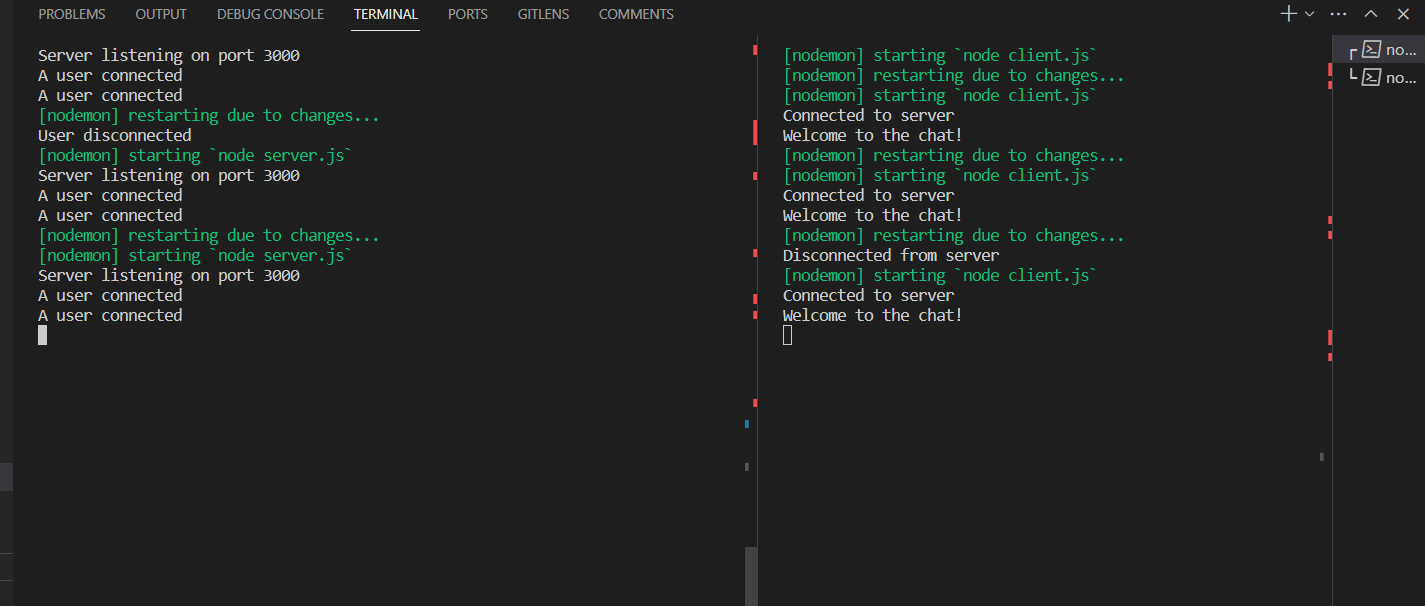 PROBLEMS OUTPUT DEBUG CONSOLE TERMINAL PORTS GITLENS COMMENTS
Server listening on port 3000
A user connected
A user connected
[nodemon] restarting due to changes...
User disconnected
[nodemon] starting `node server.js`
Server listening on port 3000
A user connected
A user connected
[nodemon] restarting due to changes...
[nodemon] starting `node server.js`
Server listening on port 3000
A user connected
A user connected
[nodemon] starting `node client.js`
[nodemon] restarting due to changes...
[nodemon] starting `node client.js`
Connected to server
Welcome to the chat!
[nodemon] restarting due to changes...
[nodemon] starting `node client.js`
Connected to server
Welcome to the chat!
[nodemon] restarting due to changes...
Disconnected from server
[nodemon] starting `node client.js`
Connected to server
Welcome to the chat!
no...
no...